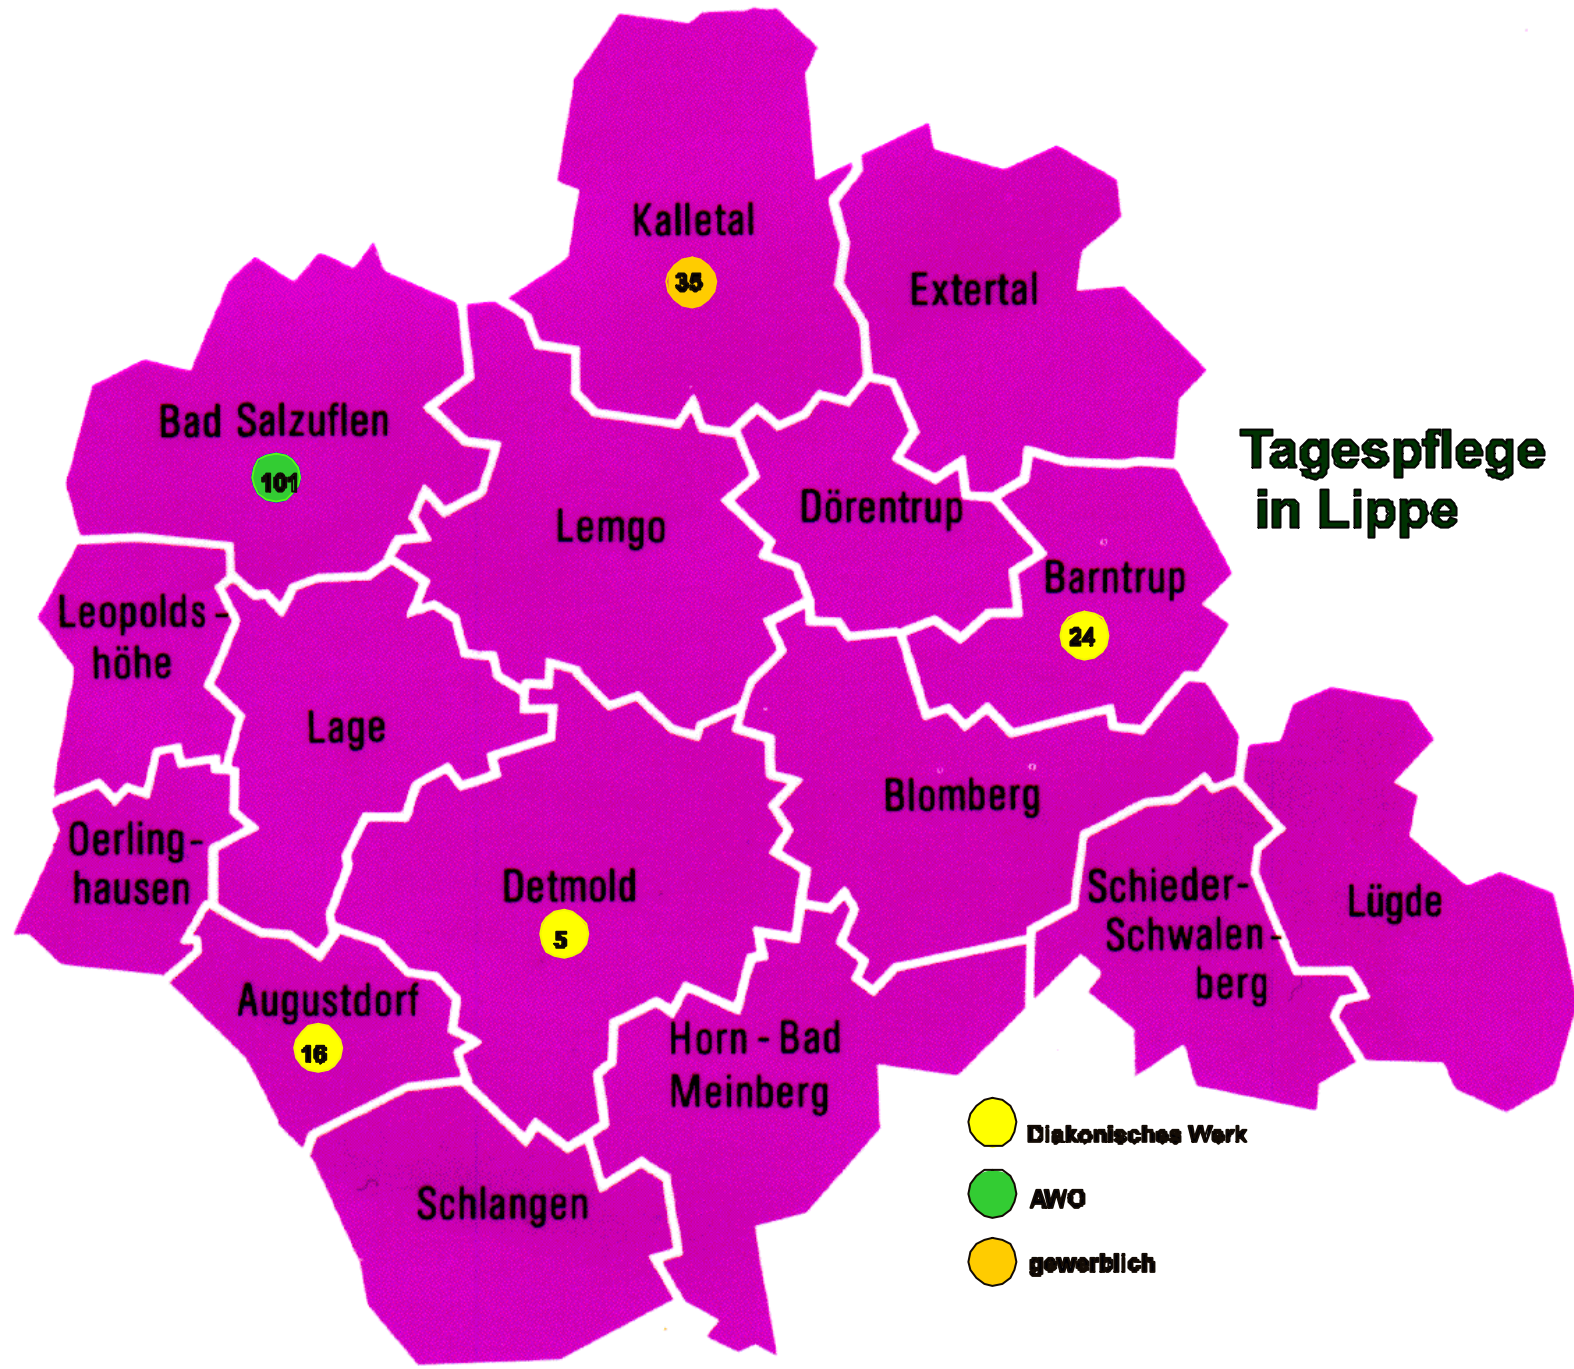 Kalletal
35
Extertal
Bad Salzuflen
101
Tagespflege
in Lippe
Lemgo
Dörentrup
Barntrup
24
Leopolds-
höhe
Lage
Blomberg
Oerling-
hausen
Detmold
5
Schieder-
Schwalen-
berg
Lügde
Augustdorf
16
Horn - Bad
Meinberg
Diakonisches Werk
AWO
gewerblich
Schlangen